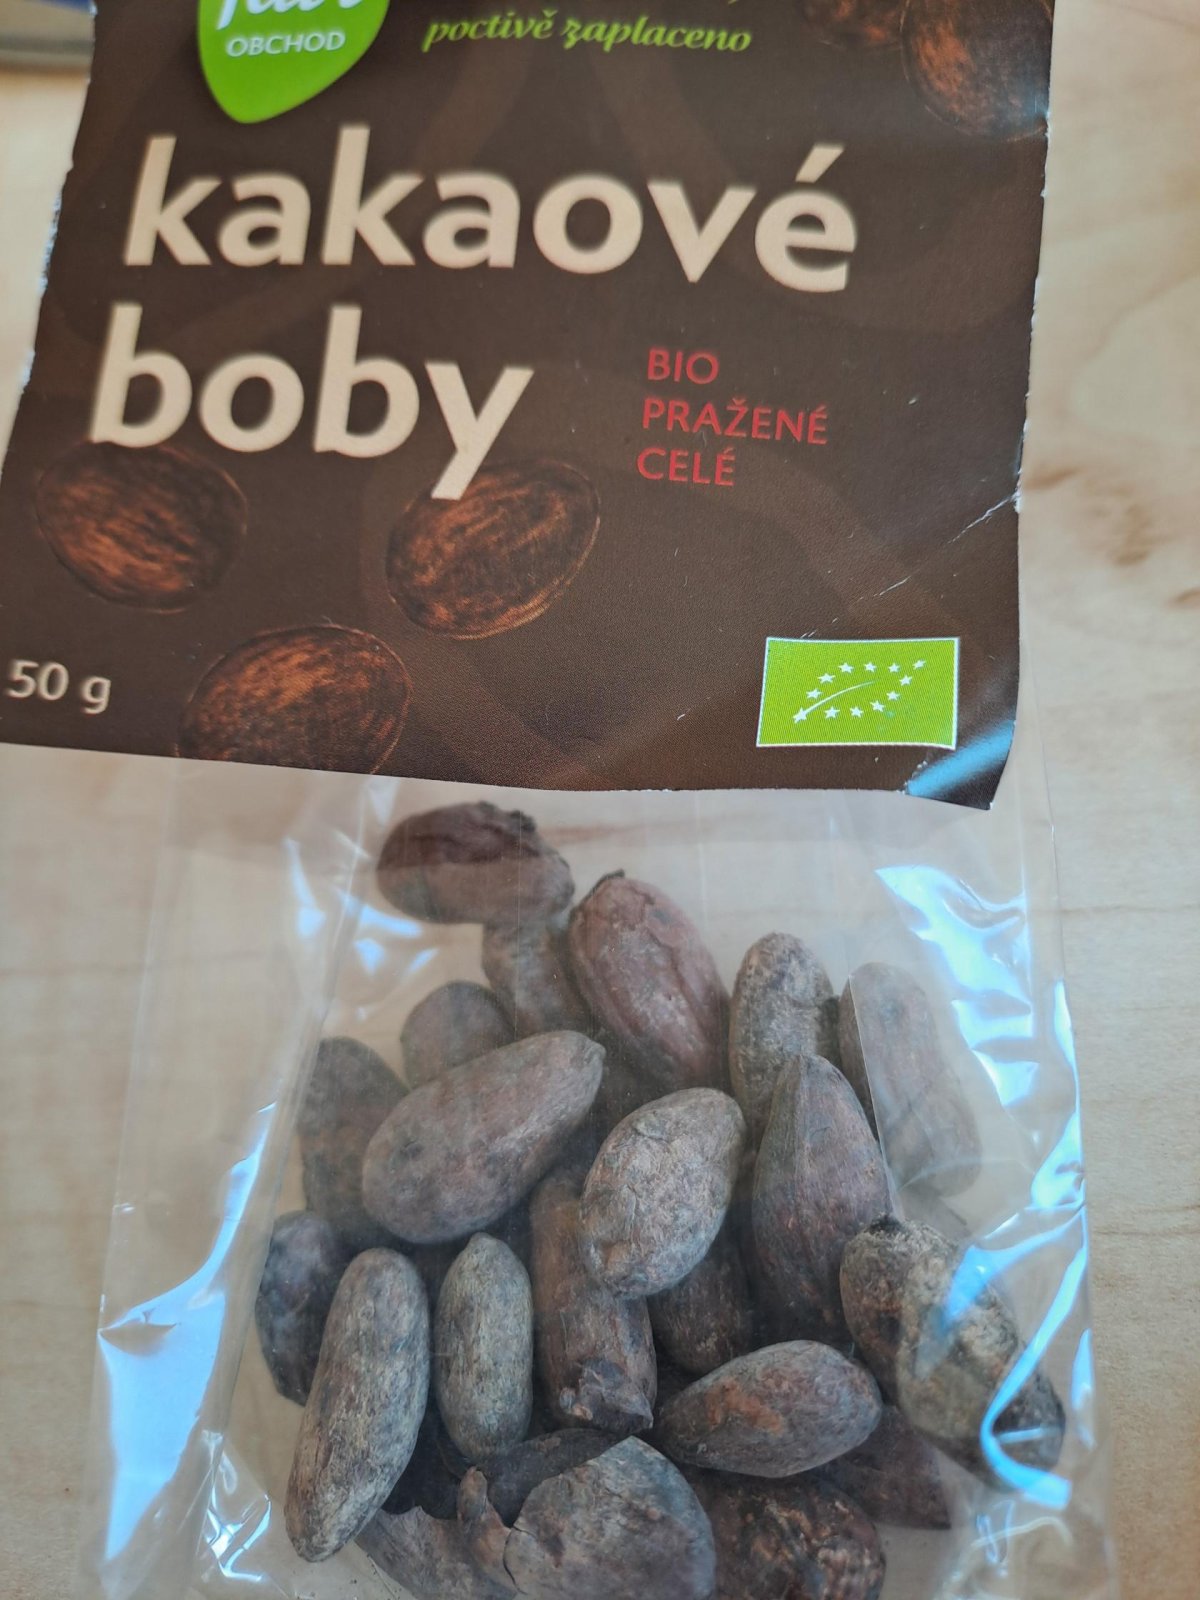 OBCHOD
poctivě zaplaceno
kakaové
boby
BIO
PRAŽENÉ
CELÉ
50 g